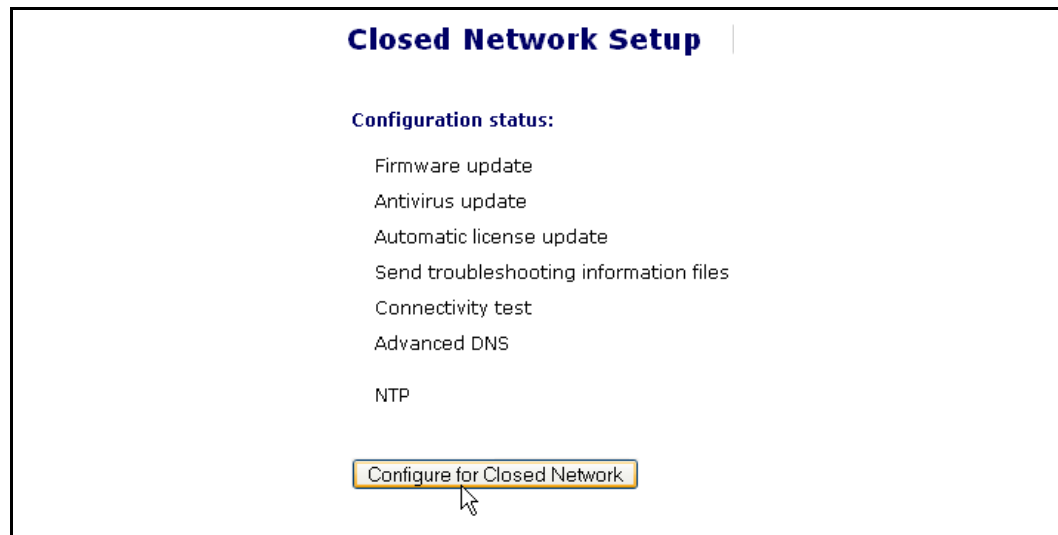 Closed Network Setup
Configuration status:
Firmware update
Antivirus update
Automatic license update
Send troubleshooting information files
Connectivity test
Advanced DNS
NTP
Configure for Closed Network